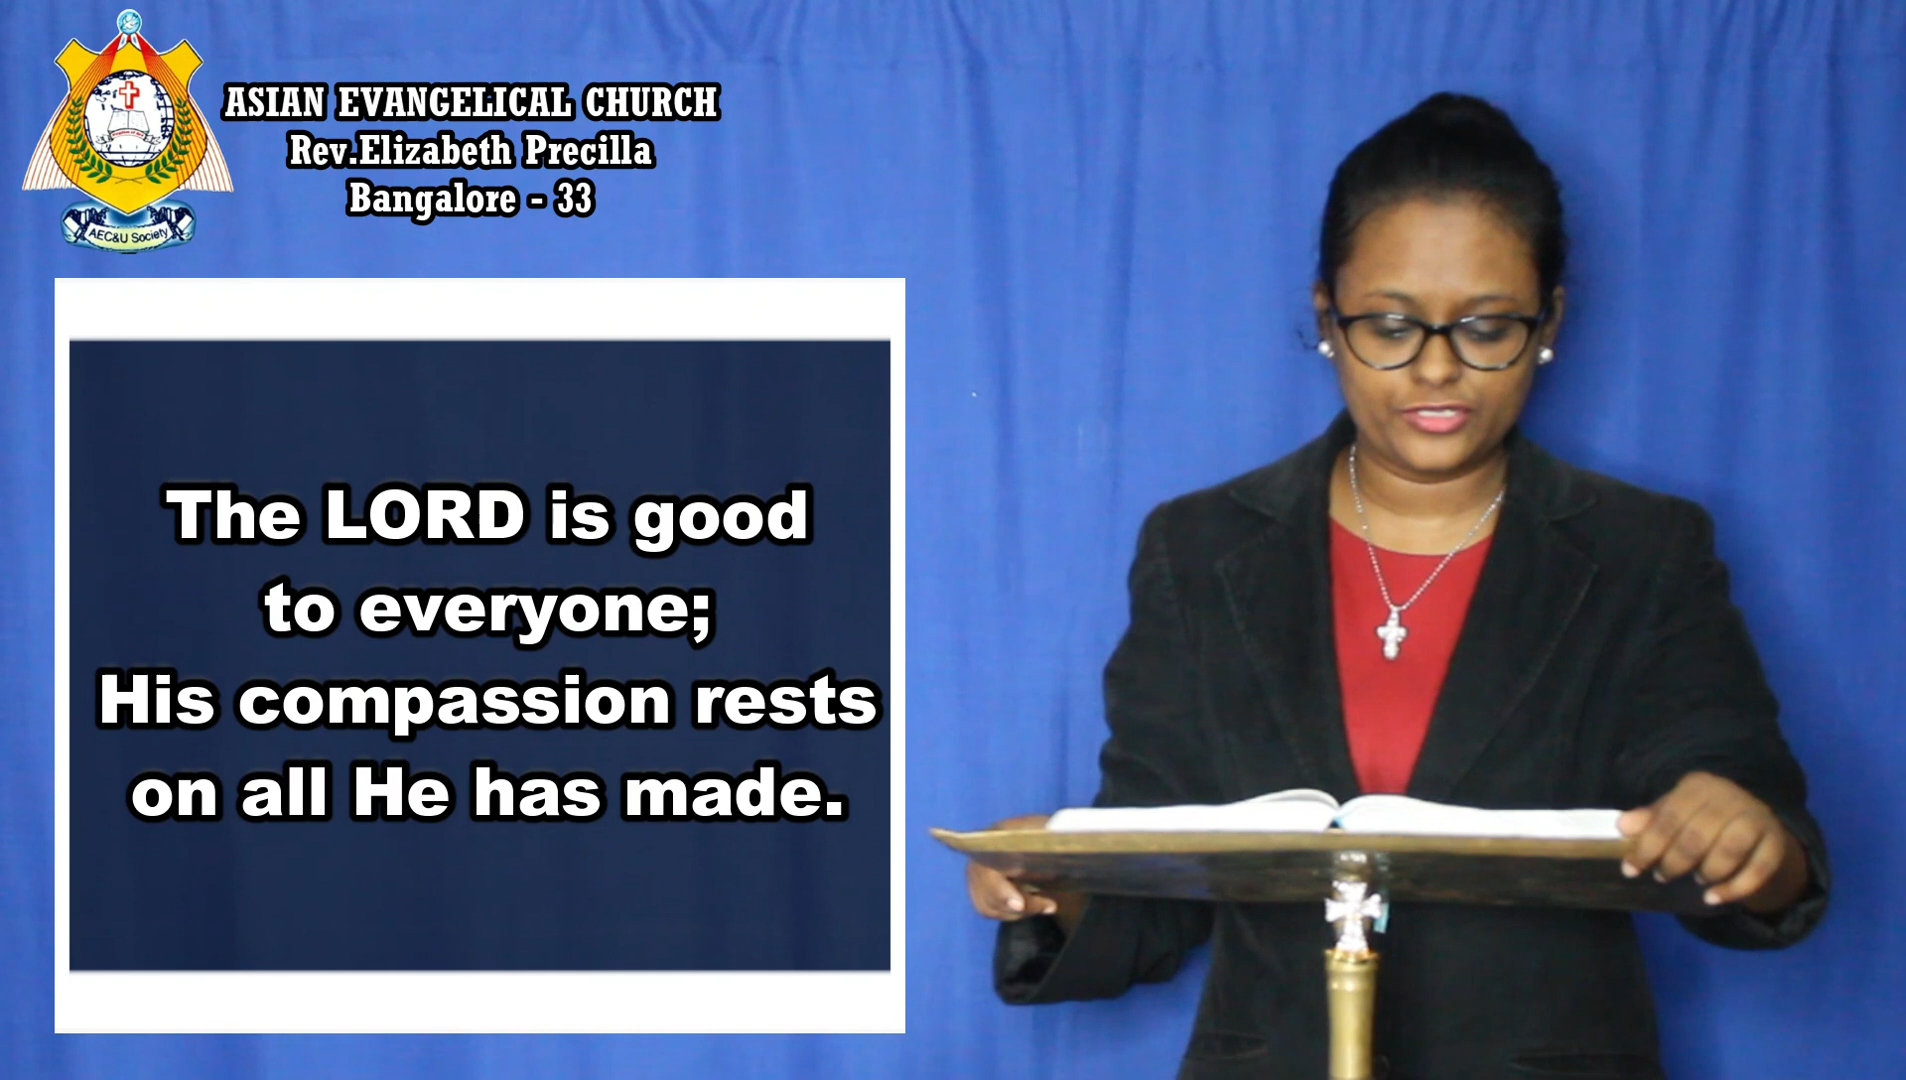 ASIAN EVANGELICAL CHURCH
Rev.Elizabeth Precilla
Bangalore - 33
AEC&U Society
The LORD is good
to everyone;
His compassion rests
on all He has made.